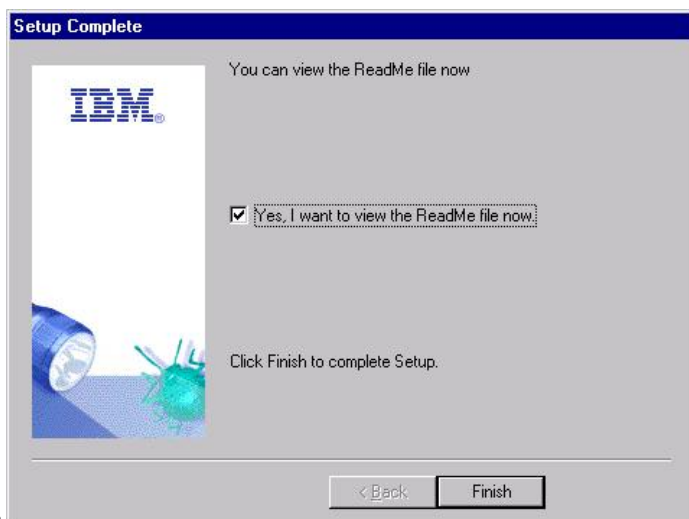 Setup Complete
You can view the ReadMe file now
IBM®
Yes, I want to view the ReadMe file now.
Click Finish to complete Setup.
< Back
Finish